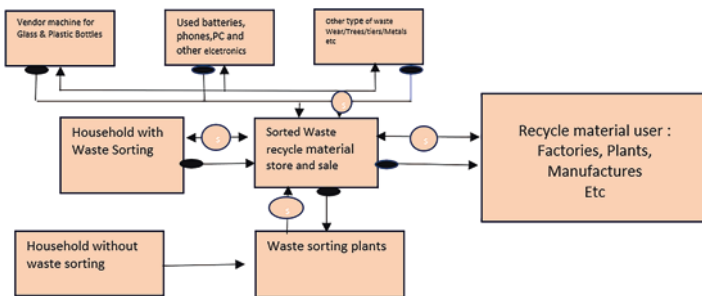 Vendor machine for
Glass & Plastic Bottles
Used batteries,
phones,PC and
other elcetronics
Other type of waste
Wear/Trees/tiers/Metals
etc
Household with
Waste Sorting
Sorted Waste
recycle material
store and sale
Recycle material user :
Factories, Plants,
Manufactures
Etc
Household without
waste sorting
Waste sorting plants